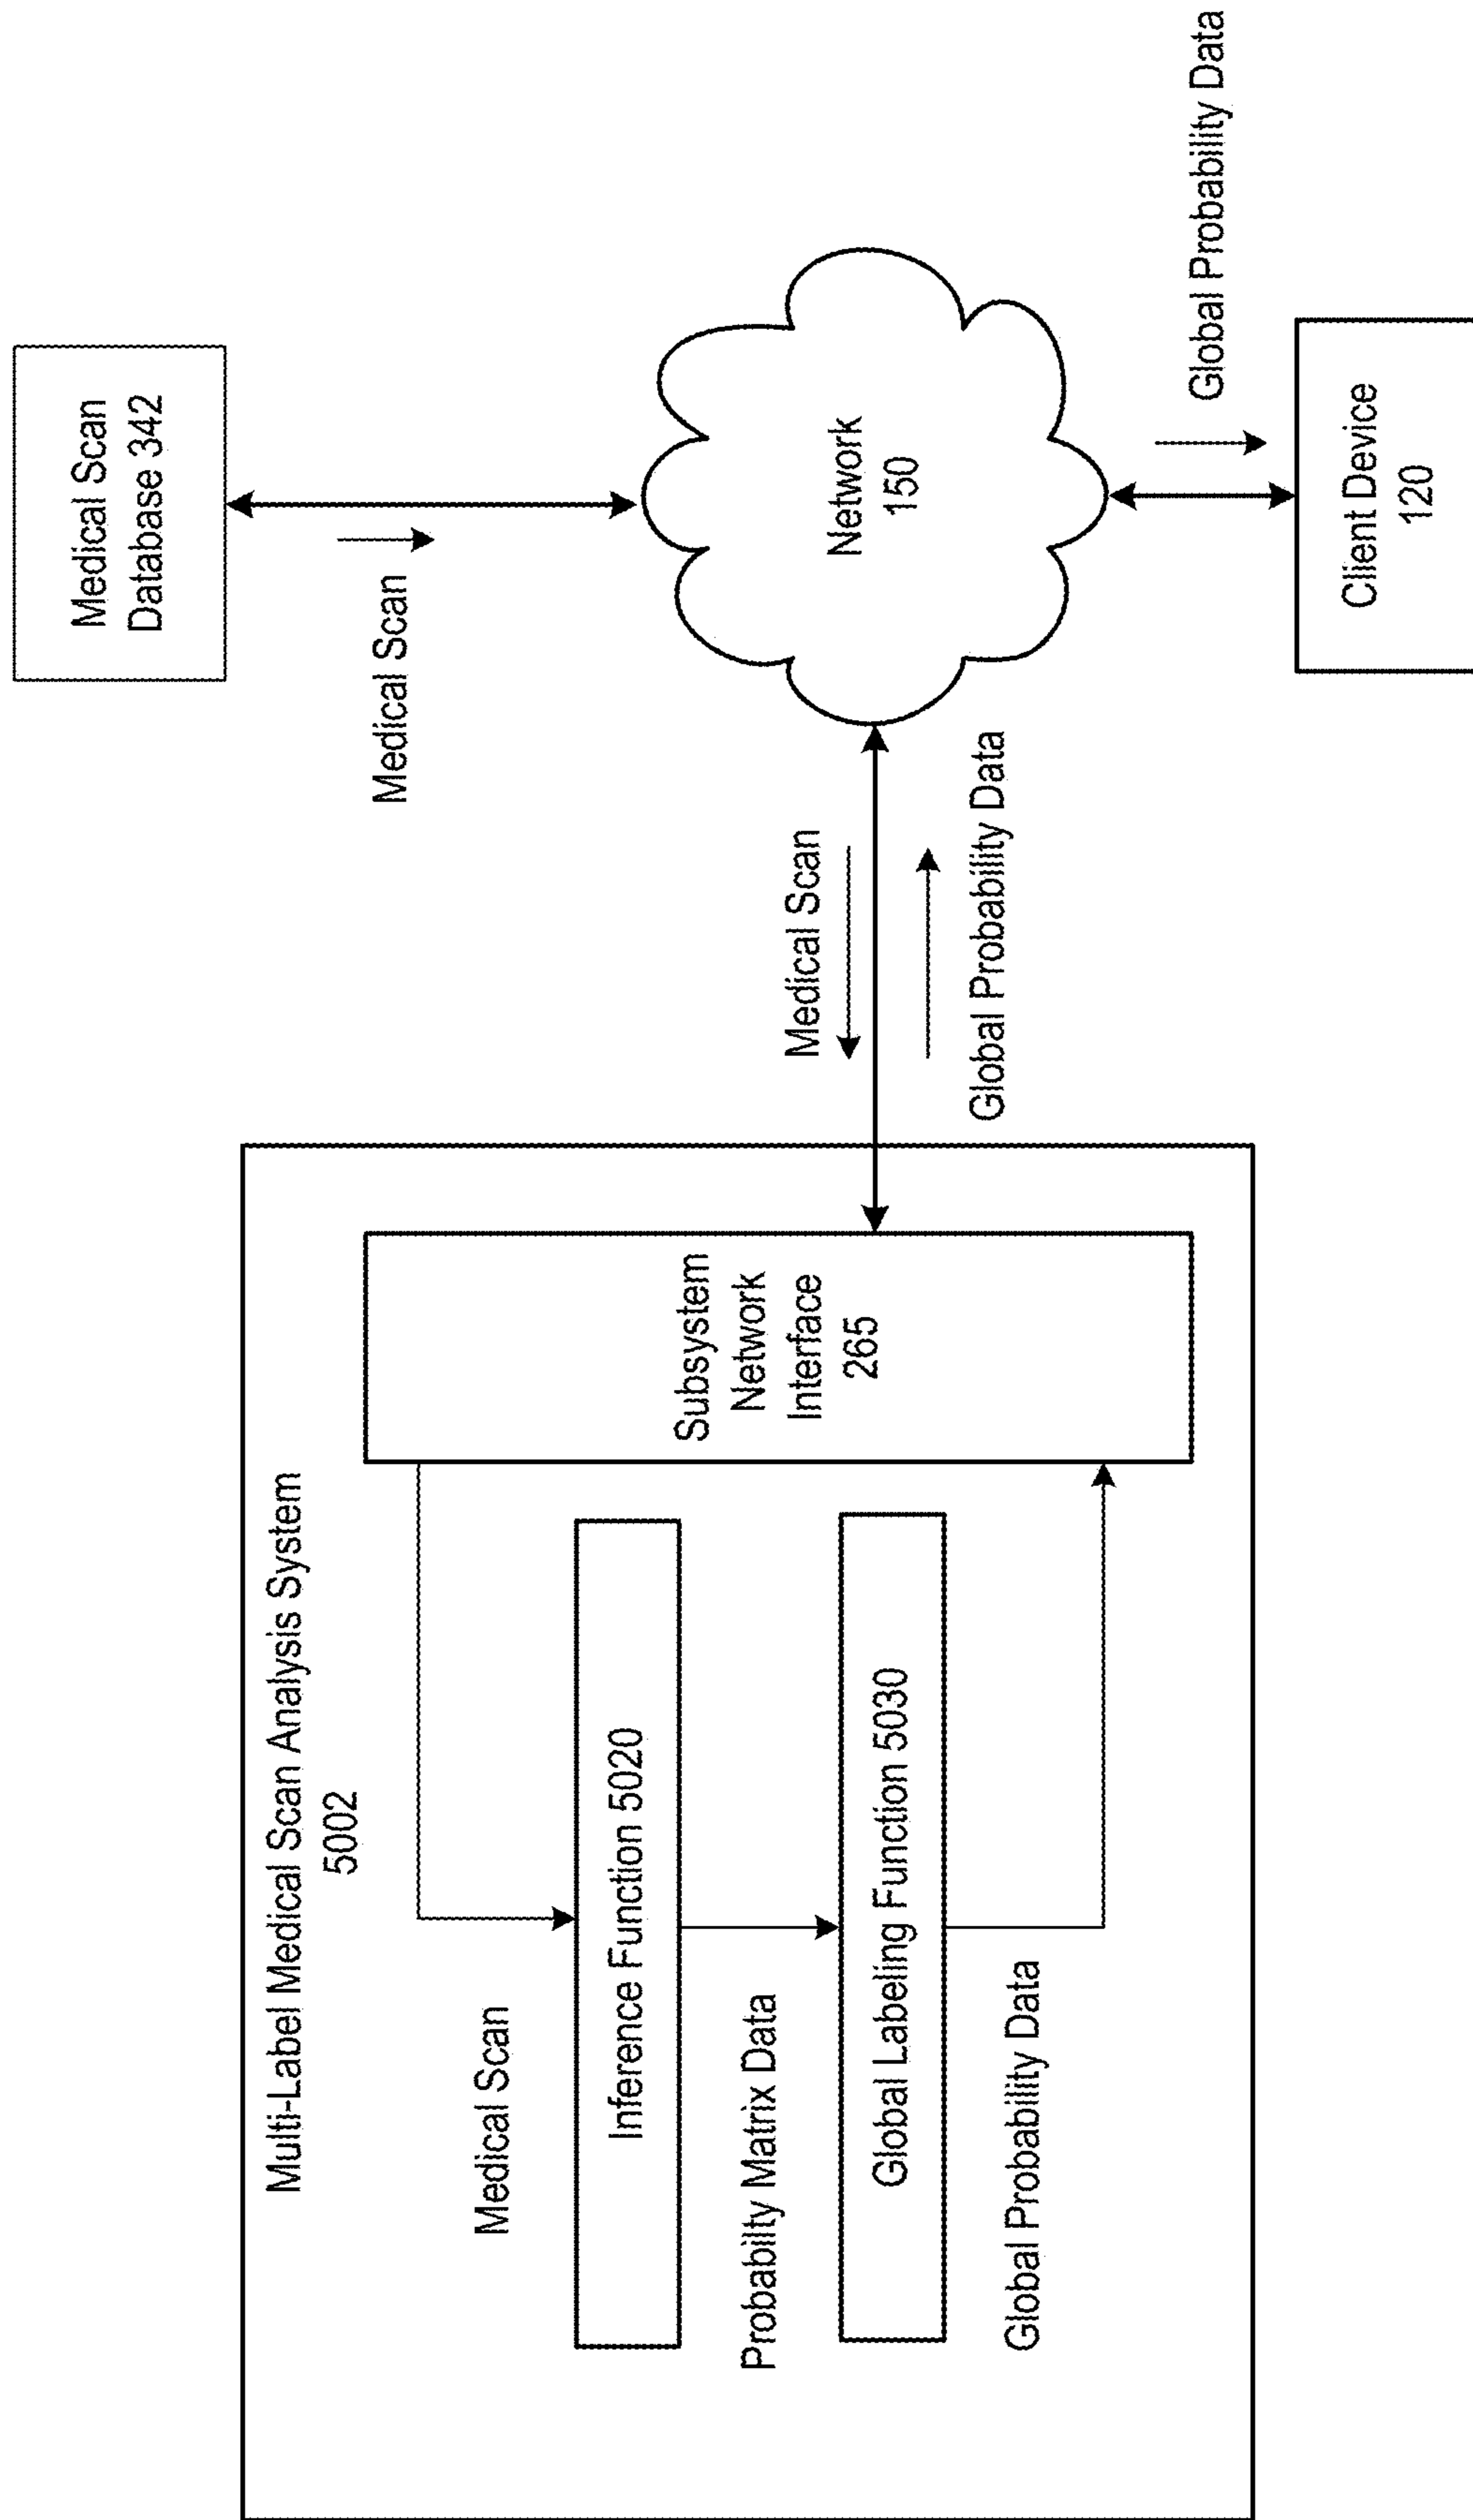 Multi-Label Medical Scan Analysis System
5002
Medical Scan
Inference Function 5020
Probabilty Matrix Data
Global Labeling Function 5030
Global Probability Data
Subsystem
Network
Interface
265
Medical Scan
Global Probability Data
Medical Scan
Database 342
Medical Scan
Network
150
Global Probability Data
Client Device
120